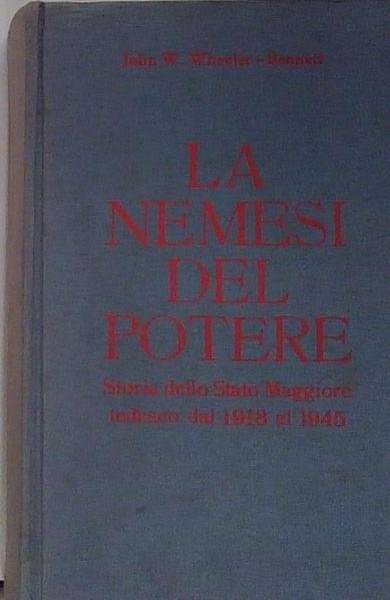 John W. Wheeler-Bennett
LA
NEMESI
DEL
POTERE
Storia dello Stato Maggiore
tedesco dal 1918 al 1945